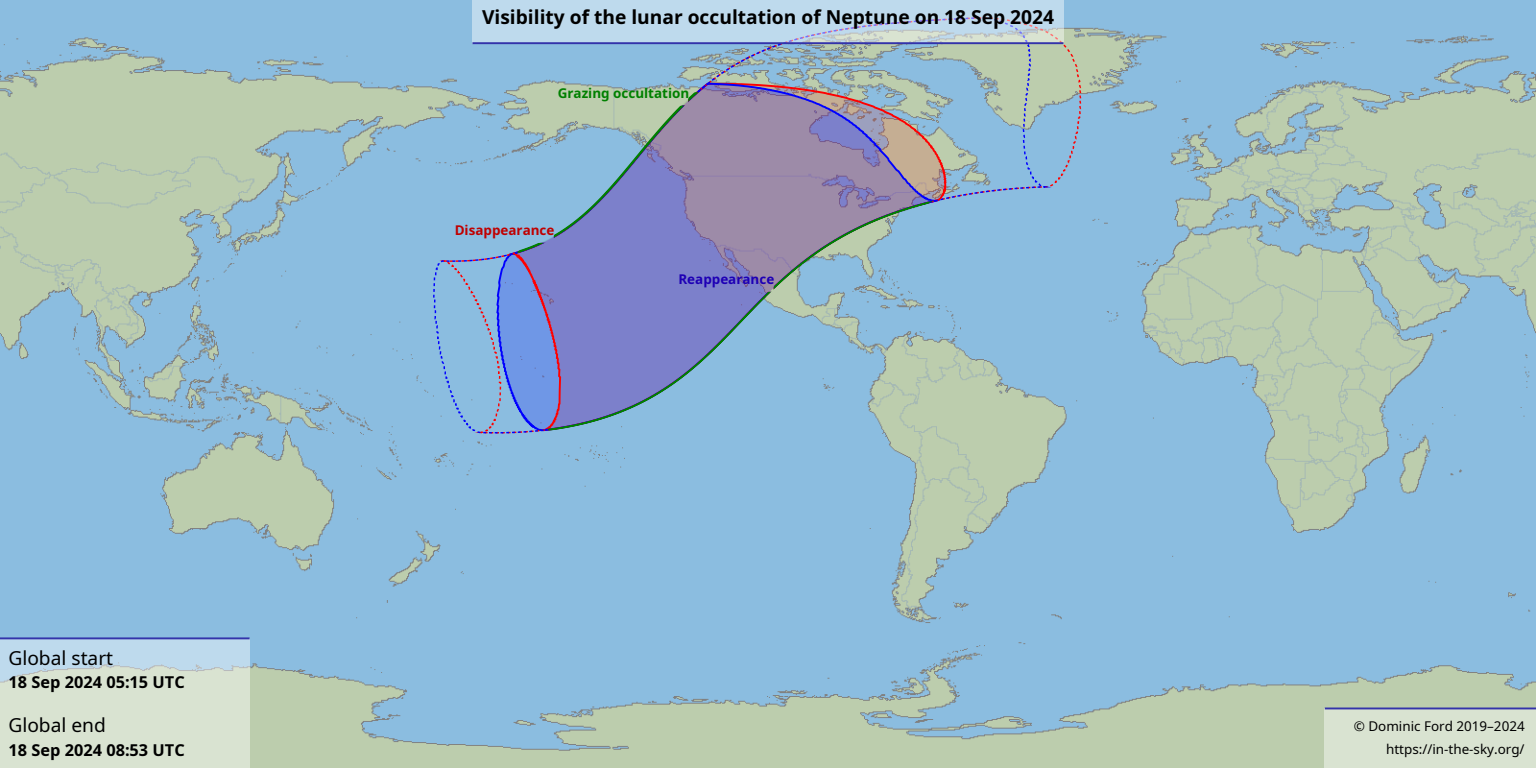 Visibility of the lunar occultation of Neptune on 18 Sep 2024
Grazing occultation
Disappearance
Reappearance
Global start
18 Sep 2024 05:15 UTC
Global end
18 Sep 2024 08:53 UTC
© Dominic Ford 2019–2024
https://in-the-sky.org/